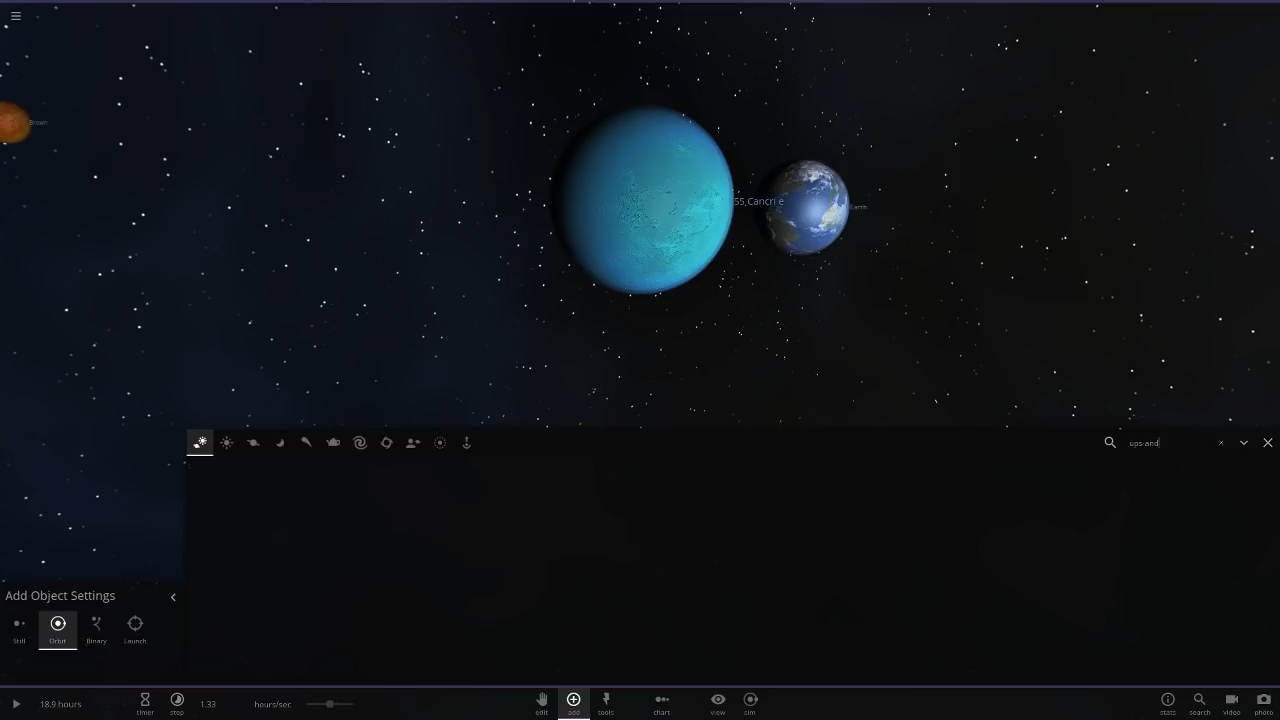 Brown
55 Cancri e
Earth
ups and
Add Object Settings
Still
Orbit
Binary
Launch
18.9 hours
timer
step
1.33
hours/sec
edit
add
tools
chart
view
sim
stats
search
video
photo